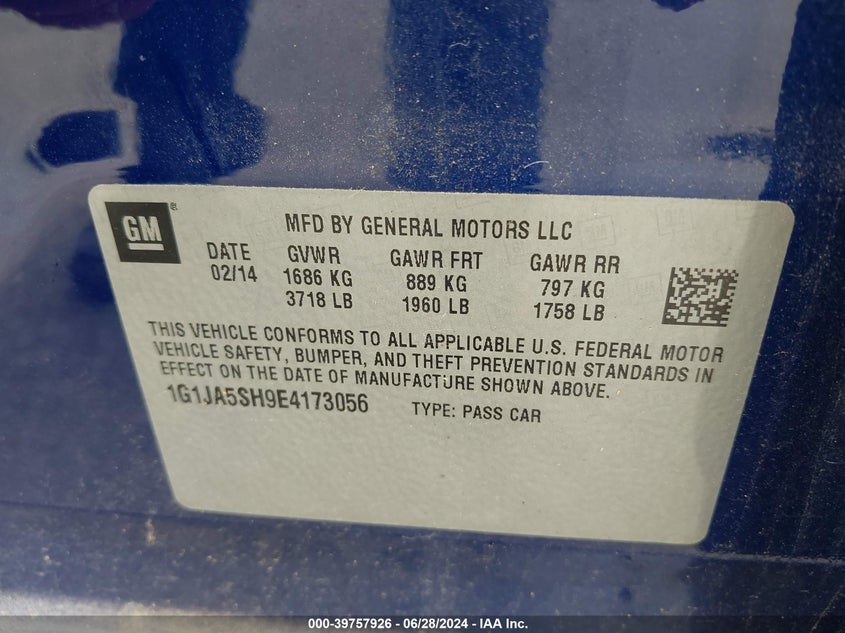 GM
MFD BY GENERAL MOTORS LLC
DATE GVWR GAWR FRT GAWR RR
02/14 1686 KG 889 KG 797 KG
3718 LB 1960 LB 1758 LB
THIS VEHICLE CONFORMS TO ALL APPLICABLE U.S. FEDERAL MOTOR
VEHICLE SAFETY, BUMPER, AND THEFT PREVENTION STANDARDS IN
EFFECT ON THE DATE OF MANUFACTURE SHOWN ABOVE.
1G1JA5SH9E4173056 TYPE: PASS CAR
000-39757926 - 06/28/2024 - IAA Inc.